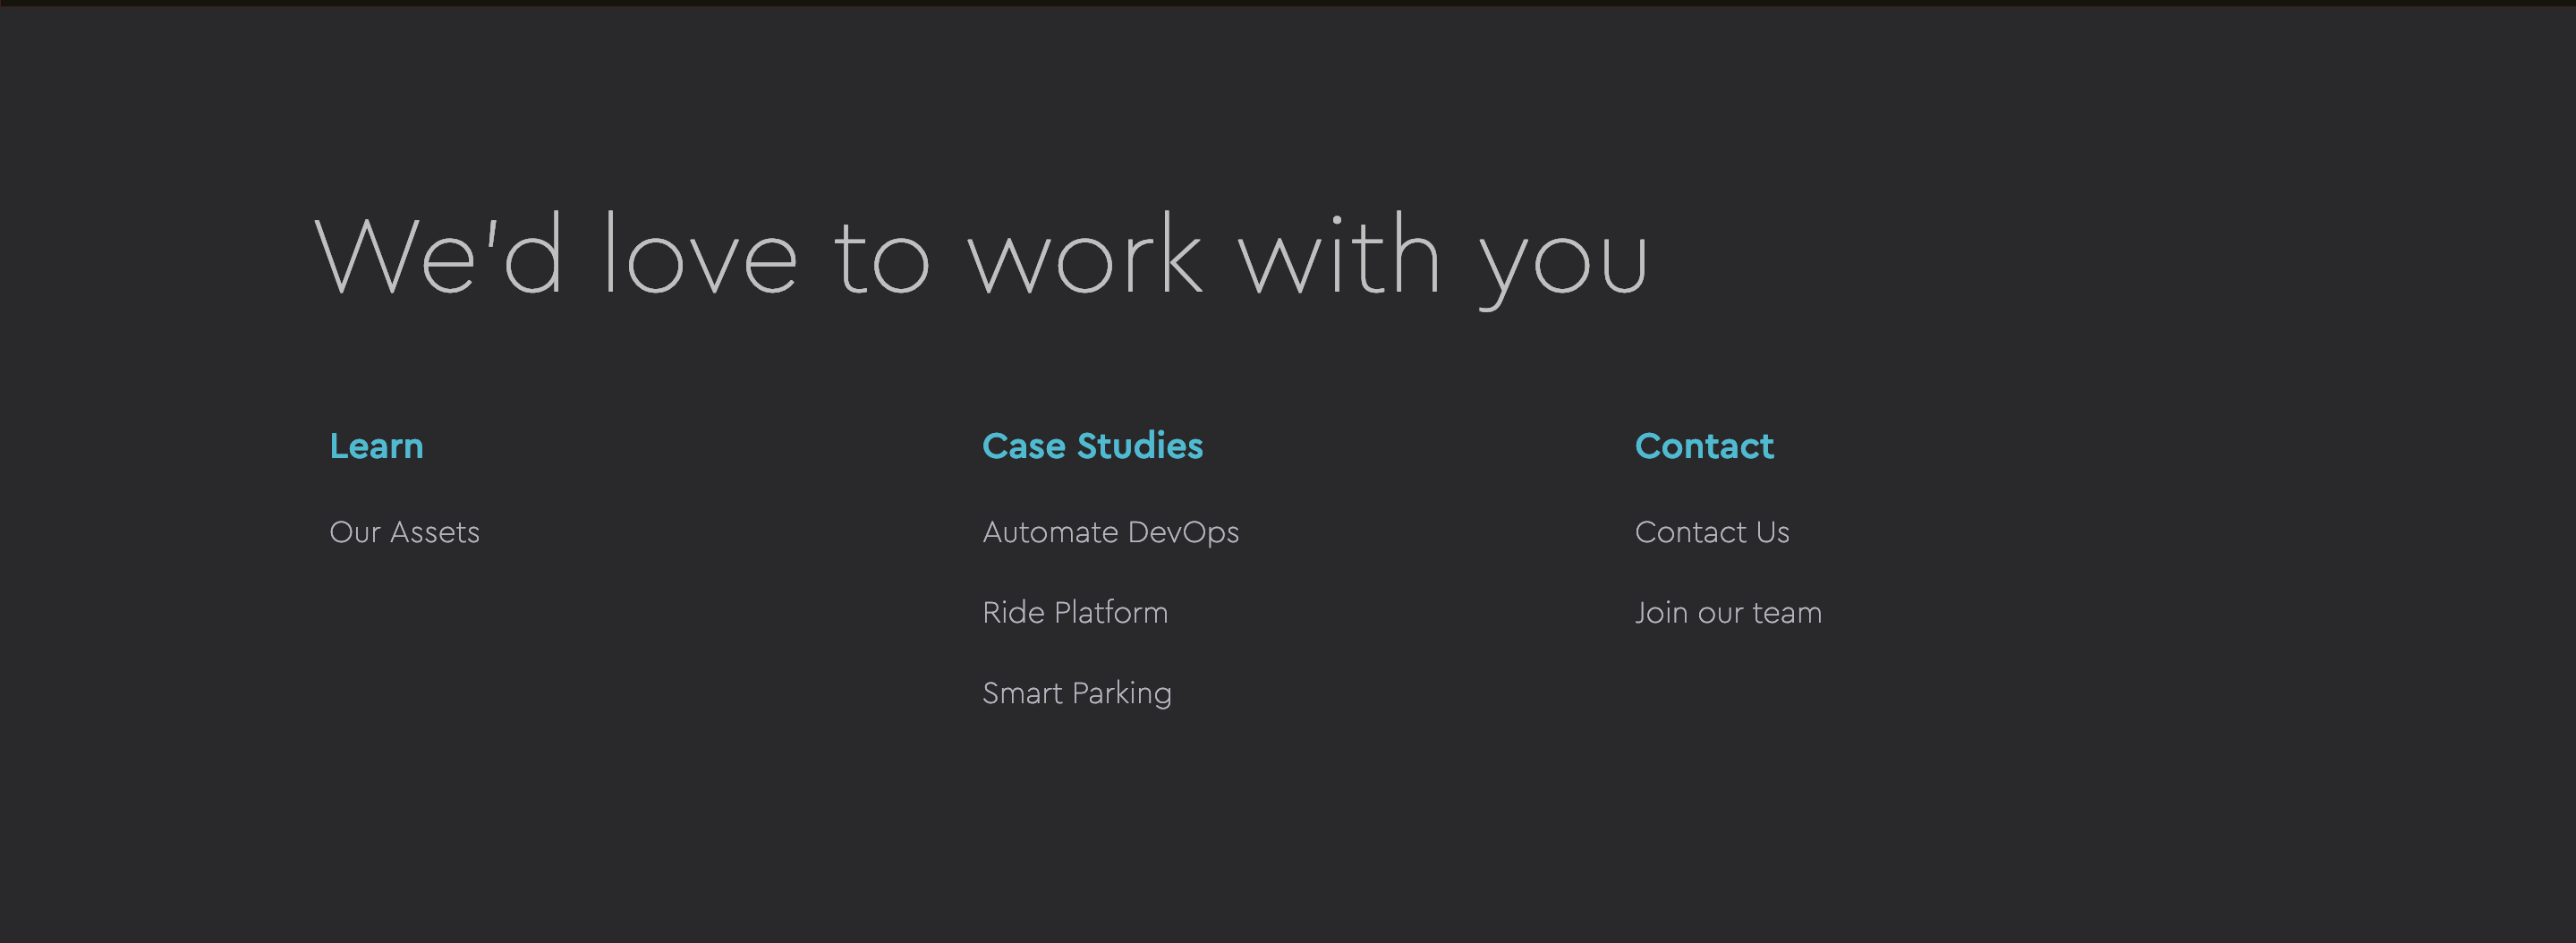 We'd love to work with you
Learn
Our Assets
Case Studies
Automate DevOps
Ride Platform
Smart Parking
Contact
Contact Us
Join our team